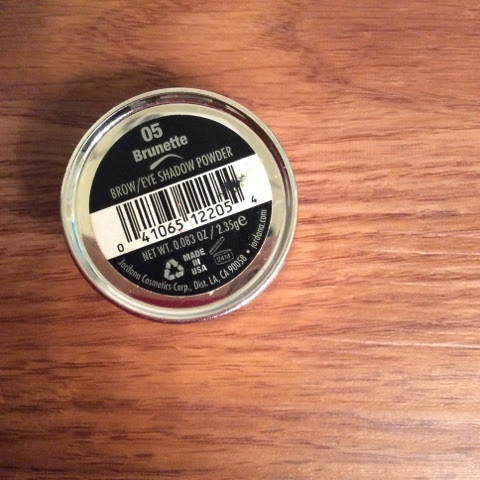 05
Brunette
BROW/EYE SHADOW POWDER
0 41065 12205 4
NET WT. 0.083 OZ / 2.35g℮
MADE
IN
USA
24M
Jordana Cosmetics Corp., Dist. LA, CA 90058 • jordana.com